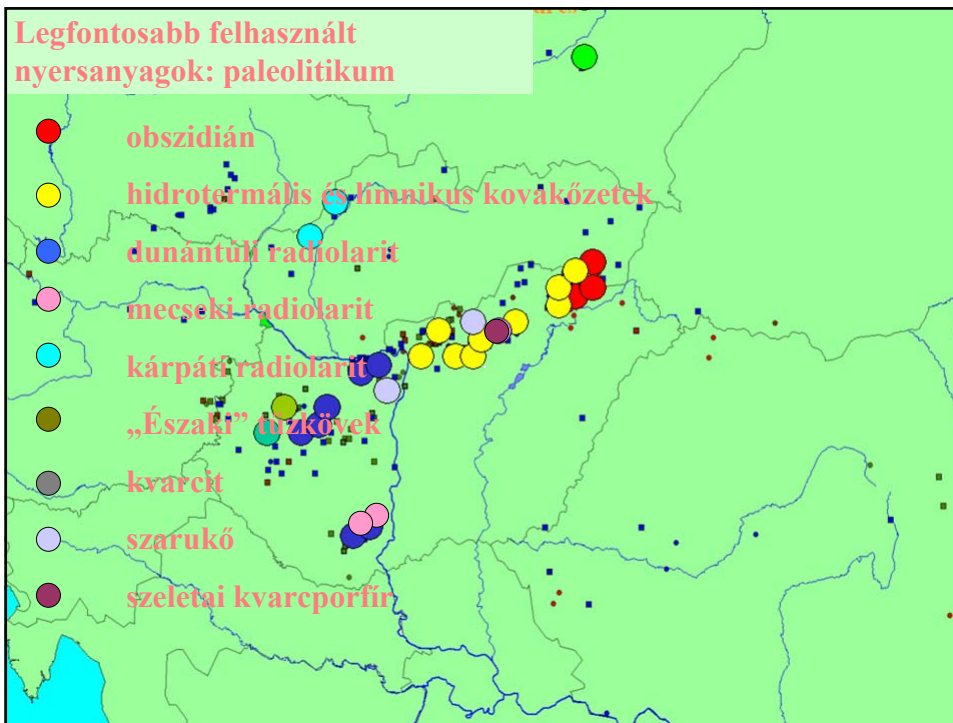 Legfontosabb felhasznált
nyersanyagok: paleolitikum
obszidián
hidrotermális és limnikus kovakőzetek
dunántúli radiolarit
mecseki radiolarit
kárpáti radiolarit
„Északi” tűzkövek
kvarcit
szarukő
szeletai kvarcporfír